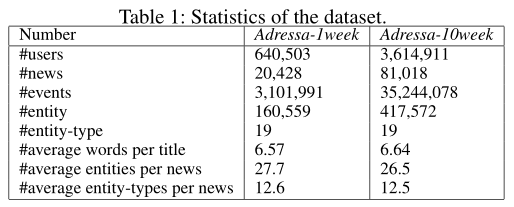 Table 1: Statistics of the dataset.
Number Adressa-1week Adressa-10week
#users 640,503 3,614,911
#news 20,428 81,018
#events 3,101,991 35,244,078
#entity 160,559 417,572
#entity-type 19 19
#average words per title 6.57 6.64
#average entities per news 27.7 26.5
#average entity-types per news 12.6 12.5